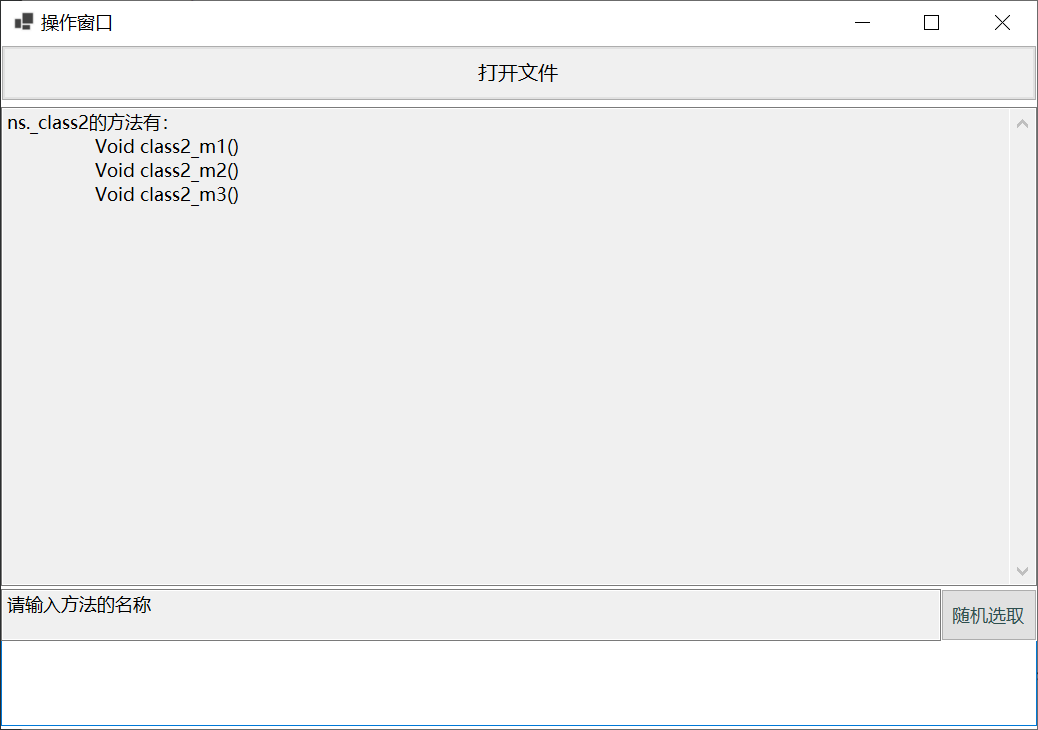 操作窗口
打开文件
ns._class2的方法有:
Void class2_m1()
Void class2_m2()
Void class2_m3()
请输入方法的名称
随机选取